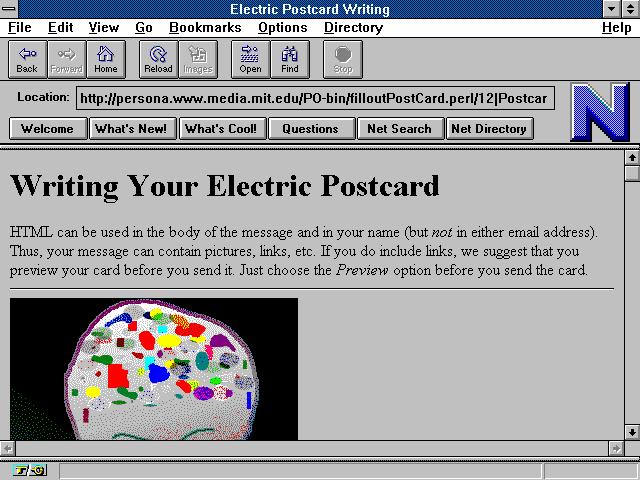 Electric Postcard Writing
File Edit View Go Bookmarks Options Directory Help
Back Forward Home Reload Images Open Find Stop
Location: http://persona.www.media.mit.edu/PO-bin/filloutPostCard.perl/12|Postcar
N
Welcome What's New! What's Cool! Questions Net Search Net Directory
Writing Your Electric Postcard
HTML can be used in the body of the message and in your name (but not in either email address).
Thus, your message can contain pictures, links, etc. If you do include links, we suggest that you
preview your card before you send it. Just choose the Preview option before you send the card.